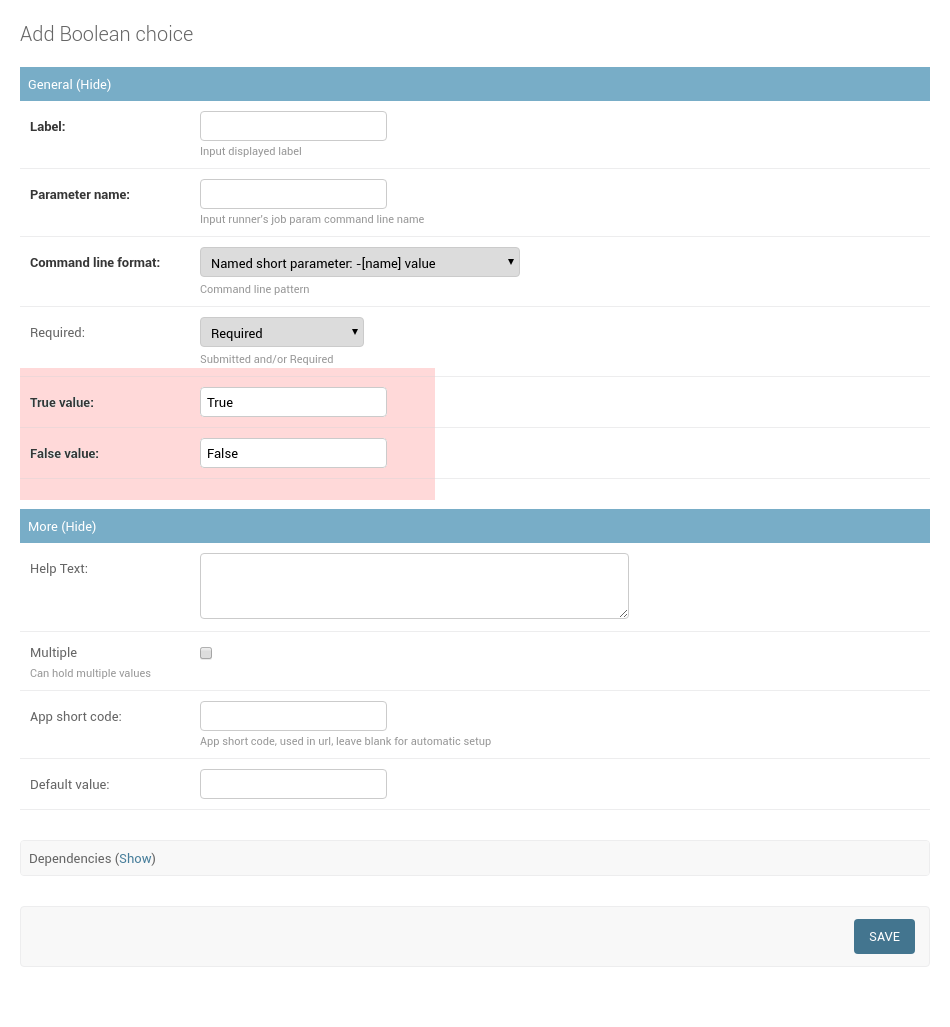 Add Boolean choice
General (Hide)
Label:
Input displayed label
Parameter name:
Input runner's job param command line name
Command line format: Named short parameter: -[name] value
Command line pattern
Required: Required
Submitted and/or Required
True value: True
False value: False
More (Hide)
Help Text:
Multiple
Can hold multiple values
App short code:
App short code, used in url, leave blank for automatic setup
Default value:
Dependencies (Show)
SAVE